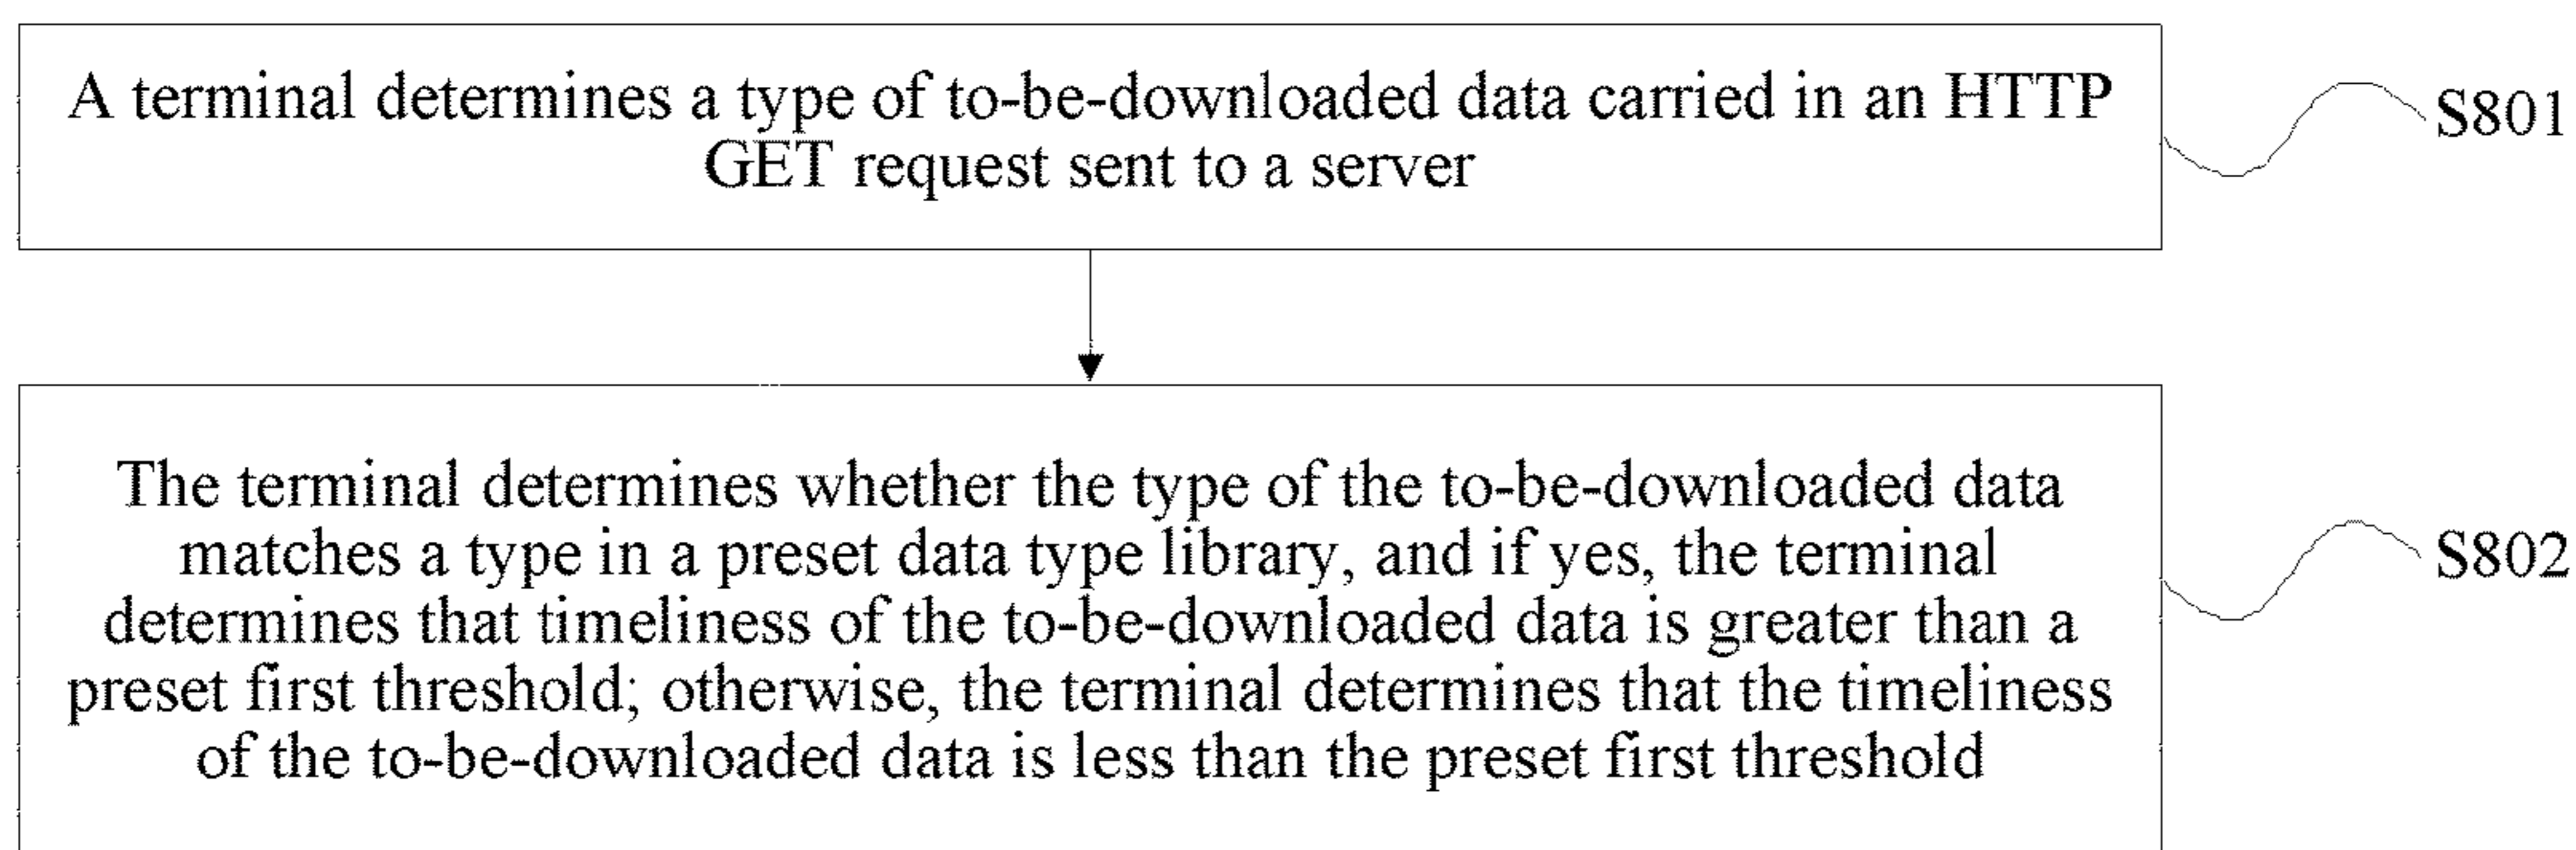 A terminal determines a type of to-be-downloaded data carried in an HTTP
GET request sent to a server
S801
The terminal determines whether the type of the to-be-downloaded data
matches a type in a preset data type library, and if yes, the terminal
determines that timeliness of the to-be-downloaded data is greater than a
preset first threshold; otherwise, the terminal determines that the timeliness
of the to-be-downloaded data is less than the preset first threshold
S802